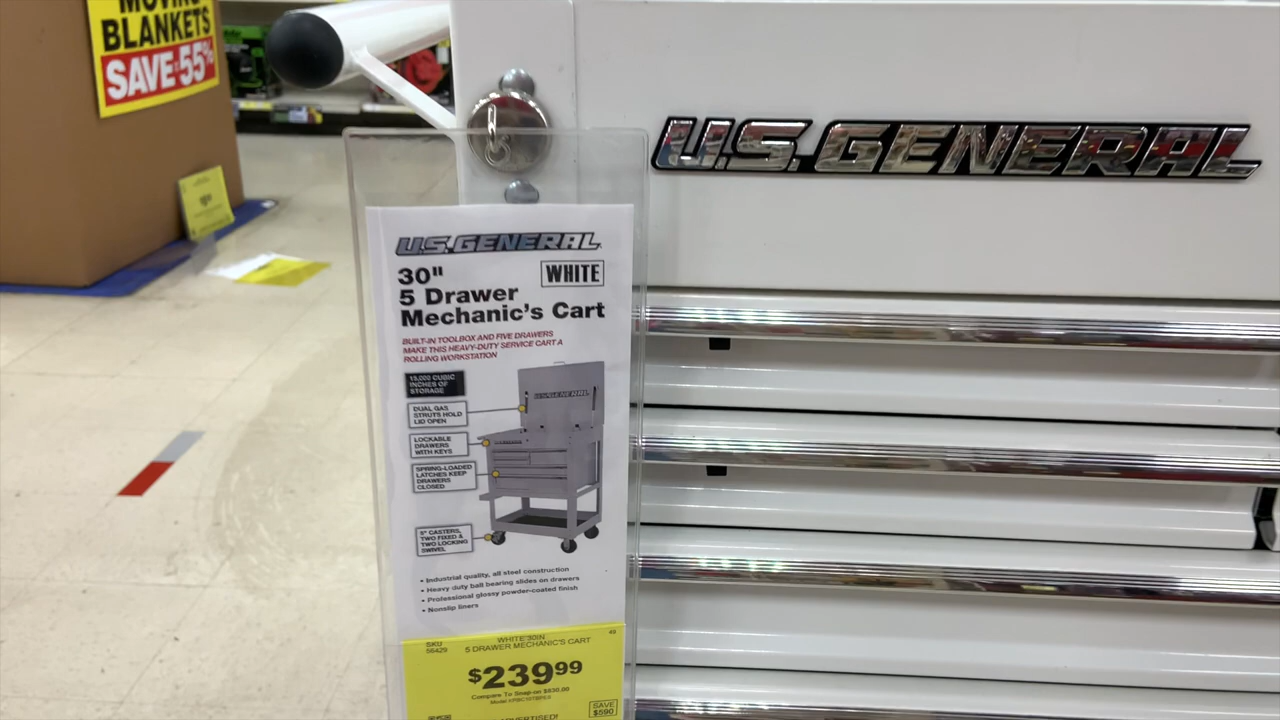 MOVING
BLANKETS
SAVE 55%
U.S.GENERAL
U.S.GENERAL
30"
WHITE
5 Drawer
Mechanic's Cart
BUILT-IN TOOLBOX AND FIVE DRAWERS
MAKE THIS HEAVY-DUTY SERVICE CART A
ROLLING WORKSTATION
15,000 CUBIC
INCHES OF
STORAGE
DUAL GAS
STRUTS HOLD
LID OPEN
U.S.GENERAL
LOCKABLE
DRAWERS
WITH KEYS
SPRING-LOADED
LATCHES KEEP
DRAWERS
CLOSED
5" CASTERS,
TWO FIXED &
TWO LOCKING
SWIVEL
• Industrial quality, all steel construction
• Heavy duty ball bearing slides on drawers
• Professional glossy powder-coated finish
• Nonslip liners
SKU
56429
WHITE 30IN
5 DRAWER MECHANIC'S CART
49
$239.99
Compare To Snap-on $830.00
SAVE
$590